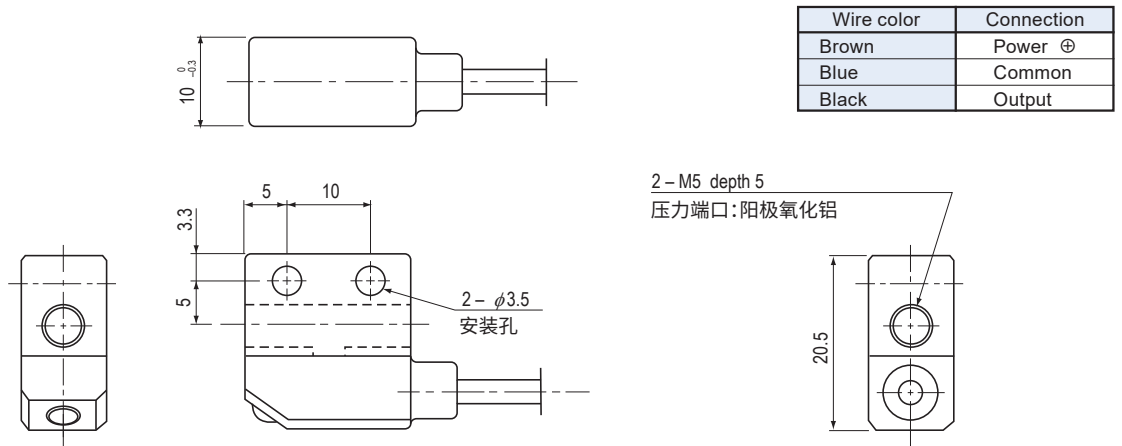 Wire color Connection
Brown Power ⊕
Blue Common
Black Output
10 0 –0.3
5 10
3.3
5
2 – ϕ3.5
安装孔
2 – M5 depth 5
压力端口:阳极氧化铝
20.5